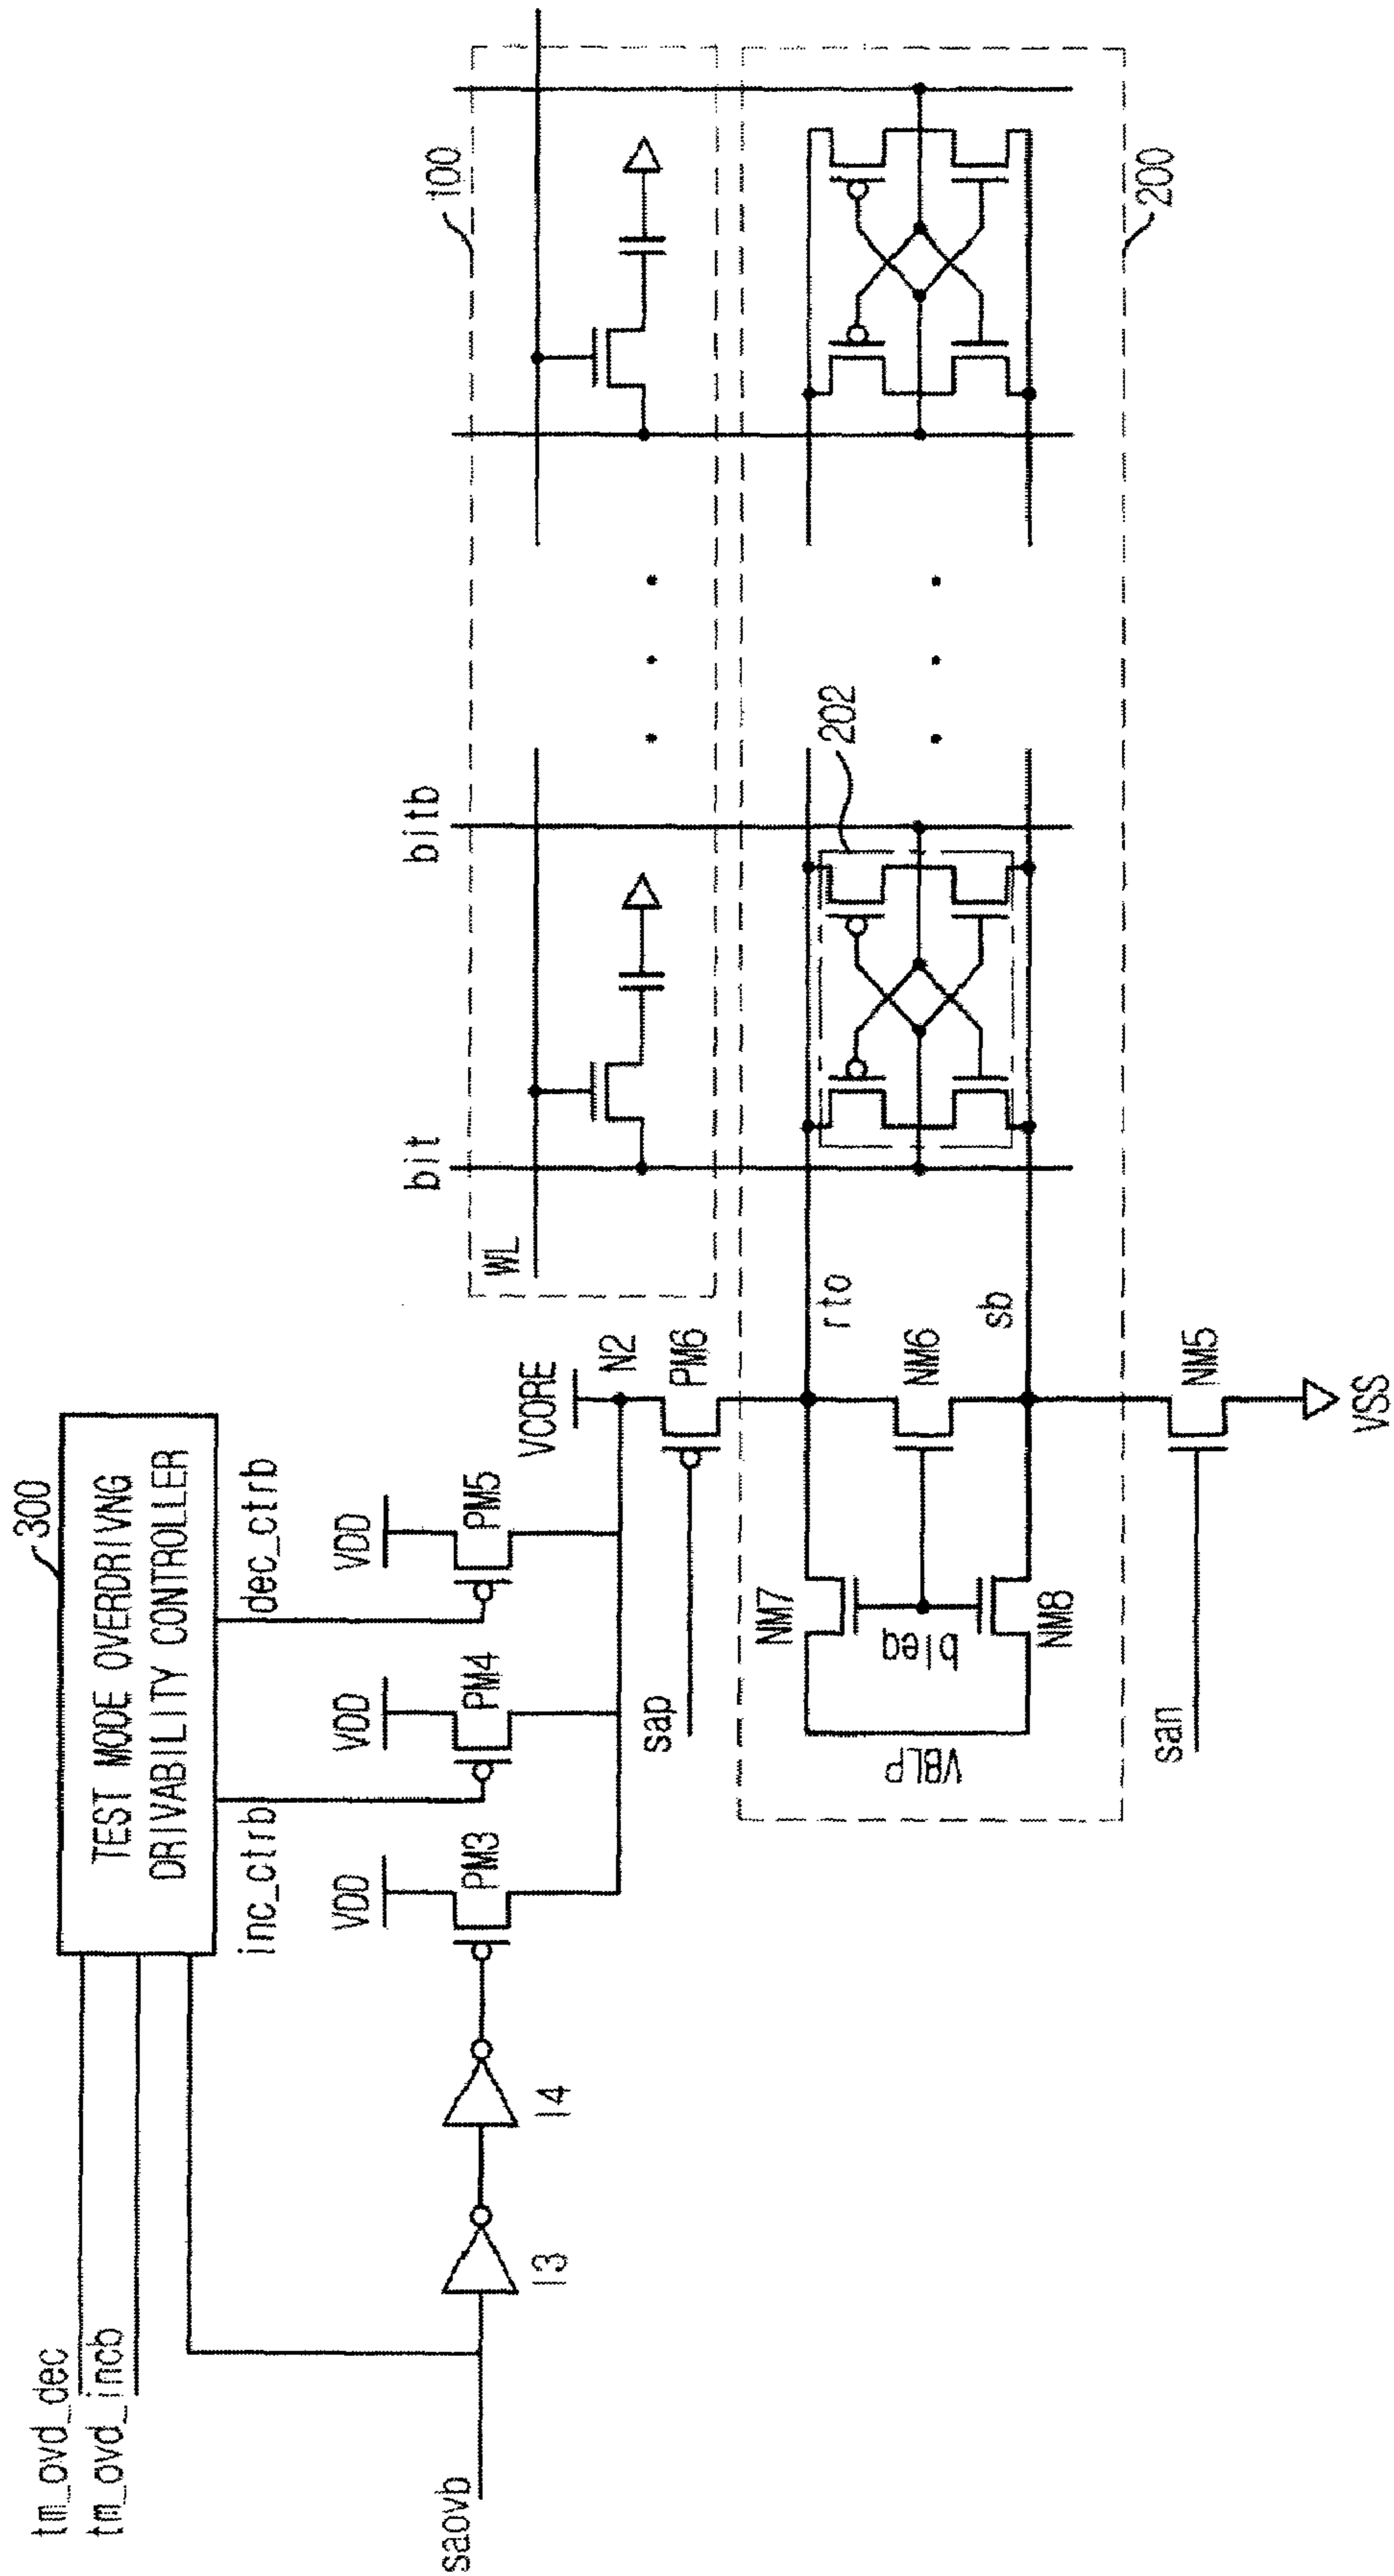 tm_ovd_dec
tm_ovd_incb
saovb
300
TEST MODE OVERDRIVNG
DRIVABILITY CONTROLLER
inc_ctrb
dec_ctrb
I3
I4
VDD
PM3
VDD
PM4
VDD
PM5
VCORE
N2
sap
PM6
100
WL
bit
bitb
200
202
rto
sb
NM6
NM7
NM8
bleq
VBLP
san
NM5
VSS